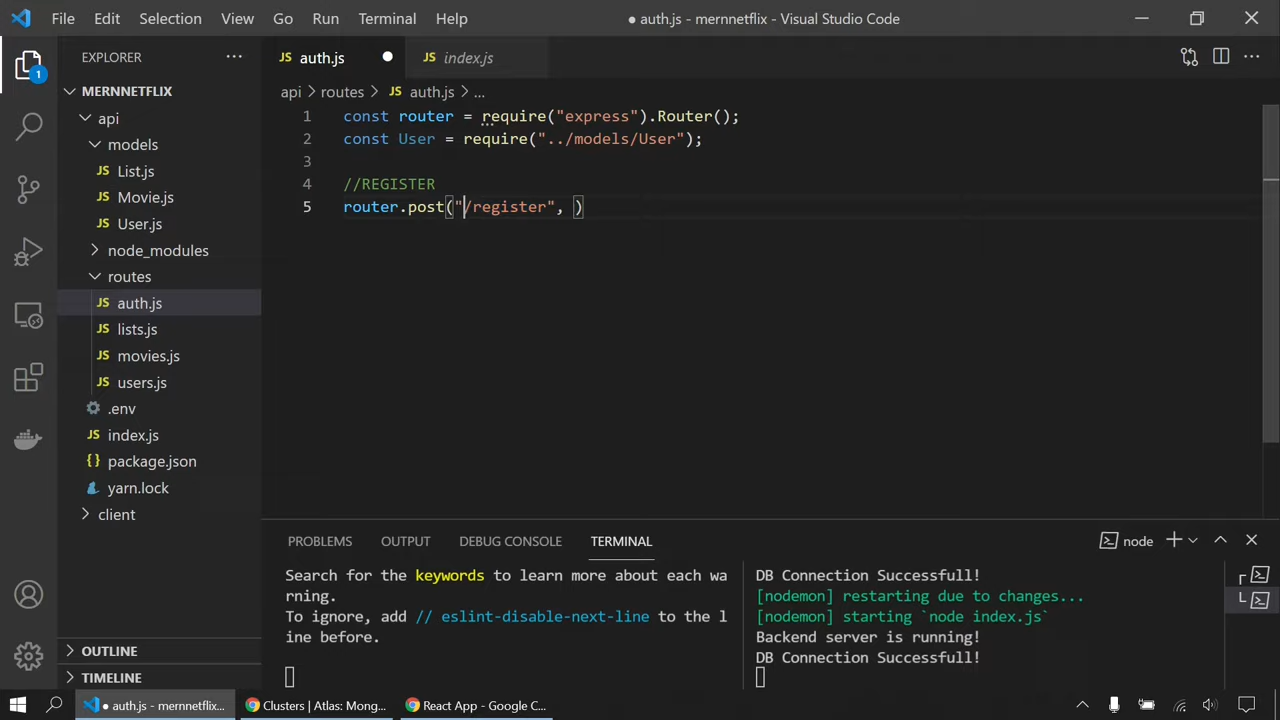 File Edit Selection View Go Run Terminal Help
● auth.js - mernnetflix - Visual Studio Code
1
EXPLORER
MERNNETFLIX
api
models
JS List.js
JS Movie.js
JS User.js
node_modules
routes
JS auth.js
JS lists.js
JS movies.js
JS users.js
.env
JS index.js
{} package.json
yarn.lock
client
OUTLINE
TIMELINE
JS auth.js
JS index.js
api > routes > JS auth.js > ...
1 const router = require("express").Router();
2 const User = require("../models/User");
3
4 //REGISTER
5 router.post("/register", )
PROBLEMS OUTPUT DEBUG CONSOLE TERMINAL
node
Search for the keywords to learn more about each wa
rning.
To ignore, add // eslint-disable-next-line to the l
ine before.
DB Connection Successfull!
[nodemon] restarting due to changes...
[nodemon] starting `node index.js`
Backend server is running!
DB Connection Successfull!
● auth.js - mernnetflix...
Clusters | Atlas: Mong...
React App - Google C...